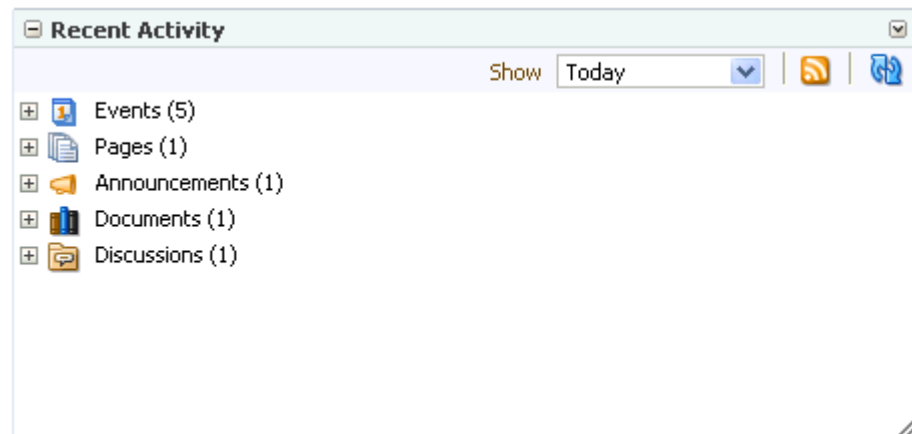 Recent Activity
Show Today
Events (5)
Pages (1)
Announcements (1)
Documents (1)
Discussions (1)